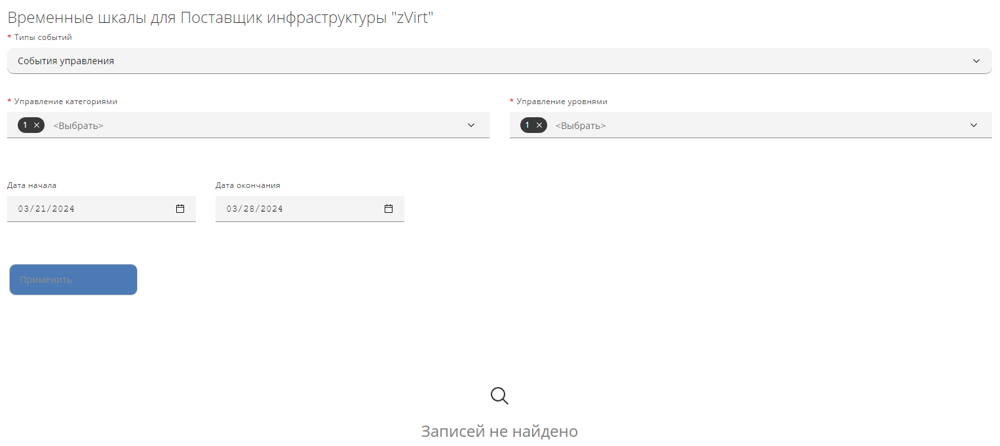 Временные шкалы для Поставщик инфраструктуры "zVirt"
* Типы событий
События управления
* Управление категориями
* Управление уровнями
1 × <Выбрать>
1 × <Выбрать>
Дата начала
Дата окончания
03/21/2024
03/28/2024
Применить
Записей не найдено